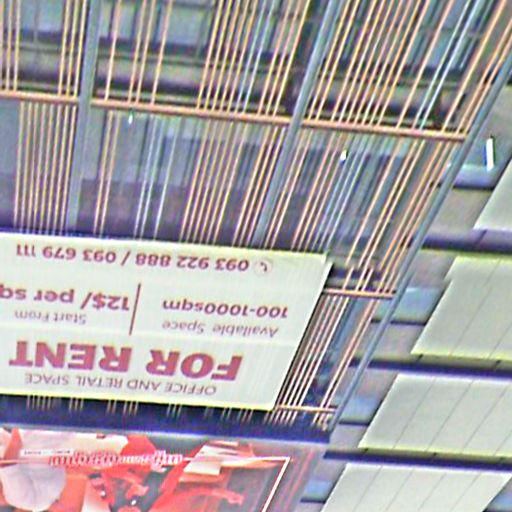 OFFICE AND RETAIL SPACE
FOR RENT
Available Space
100-1000sqm
Start From
12$/ per sq
093 922 888 / 093 679 111